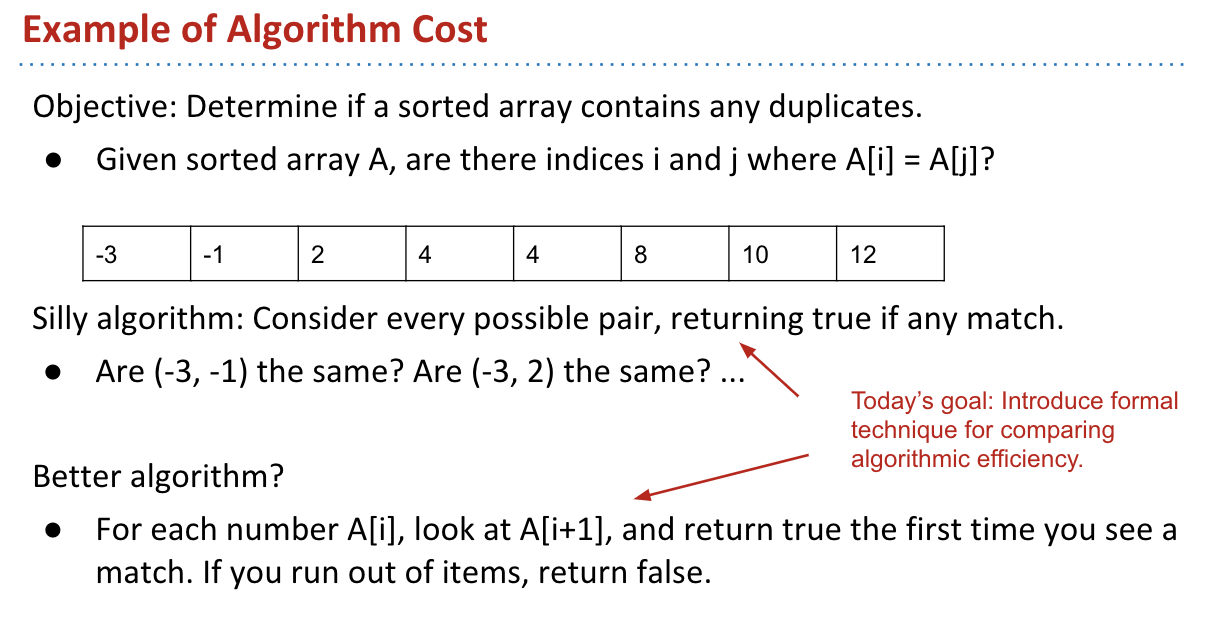 Example of Algorithm Cost
Objective: Determine if a sorted array contains any duplicates.
● Given sorted array A, are there indices i and j where A[i] = A[j]?
-3 -1 2 4 4 8 10 12
Silly algorithm: Consider every possible pair, returning true if any match.
● Are (-3, -1) the same? Are (-3, 2) the same? ...
Today’s goal: Introduce formal
technique for comparing
algorithmic efficiency.
Better algorithm?
● For each number A[i], look at A[i+1], and return true the first time you see a
match. If you run out of items, return false.